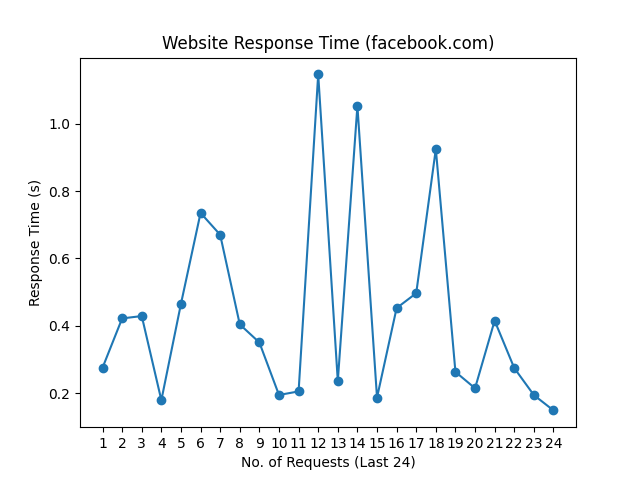 Website Response Time (facebook.com)
Response Time (s)
1.0
0.8
0.6
0.4
0.2
1 2 3 4 5 6 7 8 9 10 11 12 13 14 15 16 17 18 19 20 21 22 23 24
No. of Requests (Last 24)